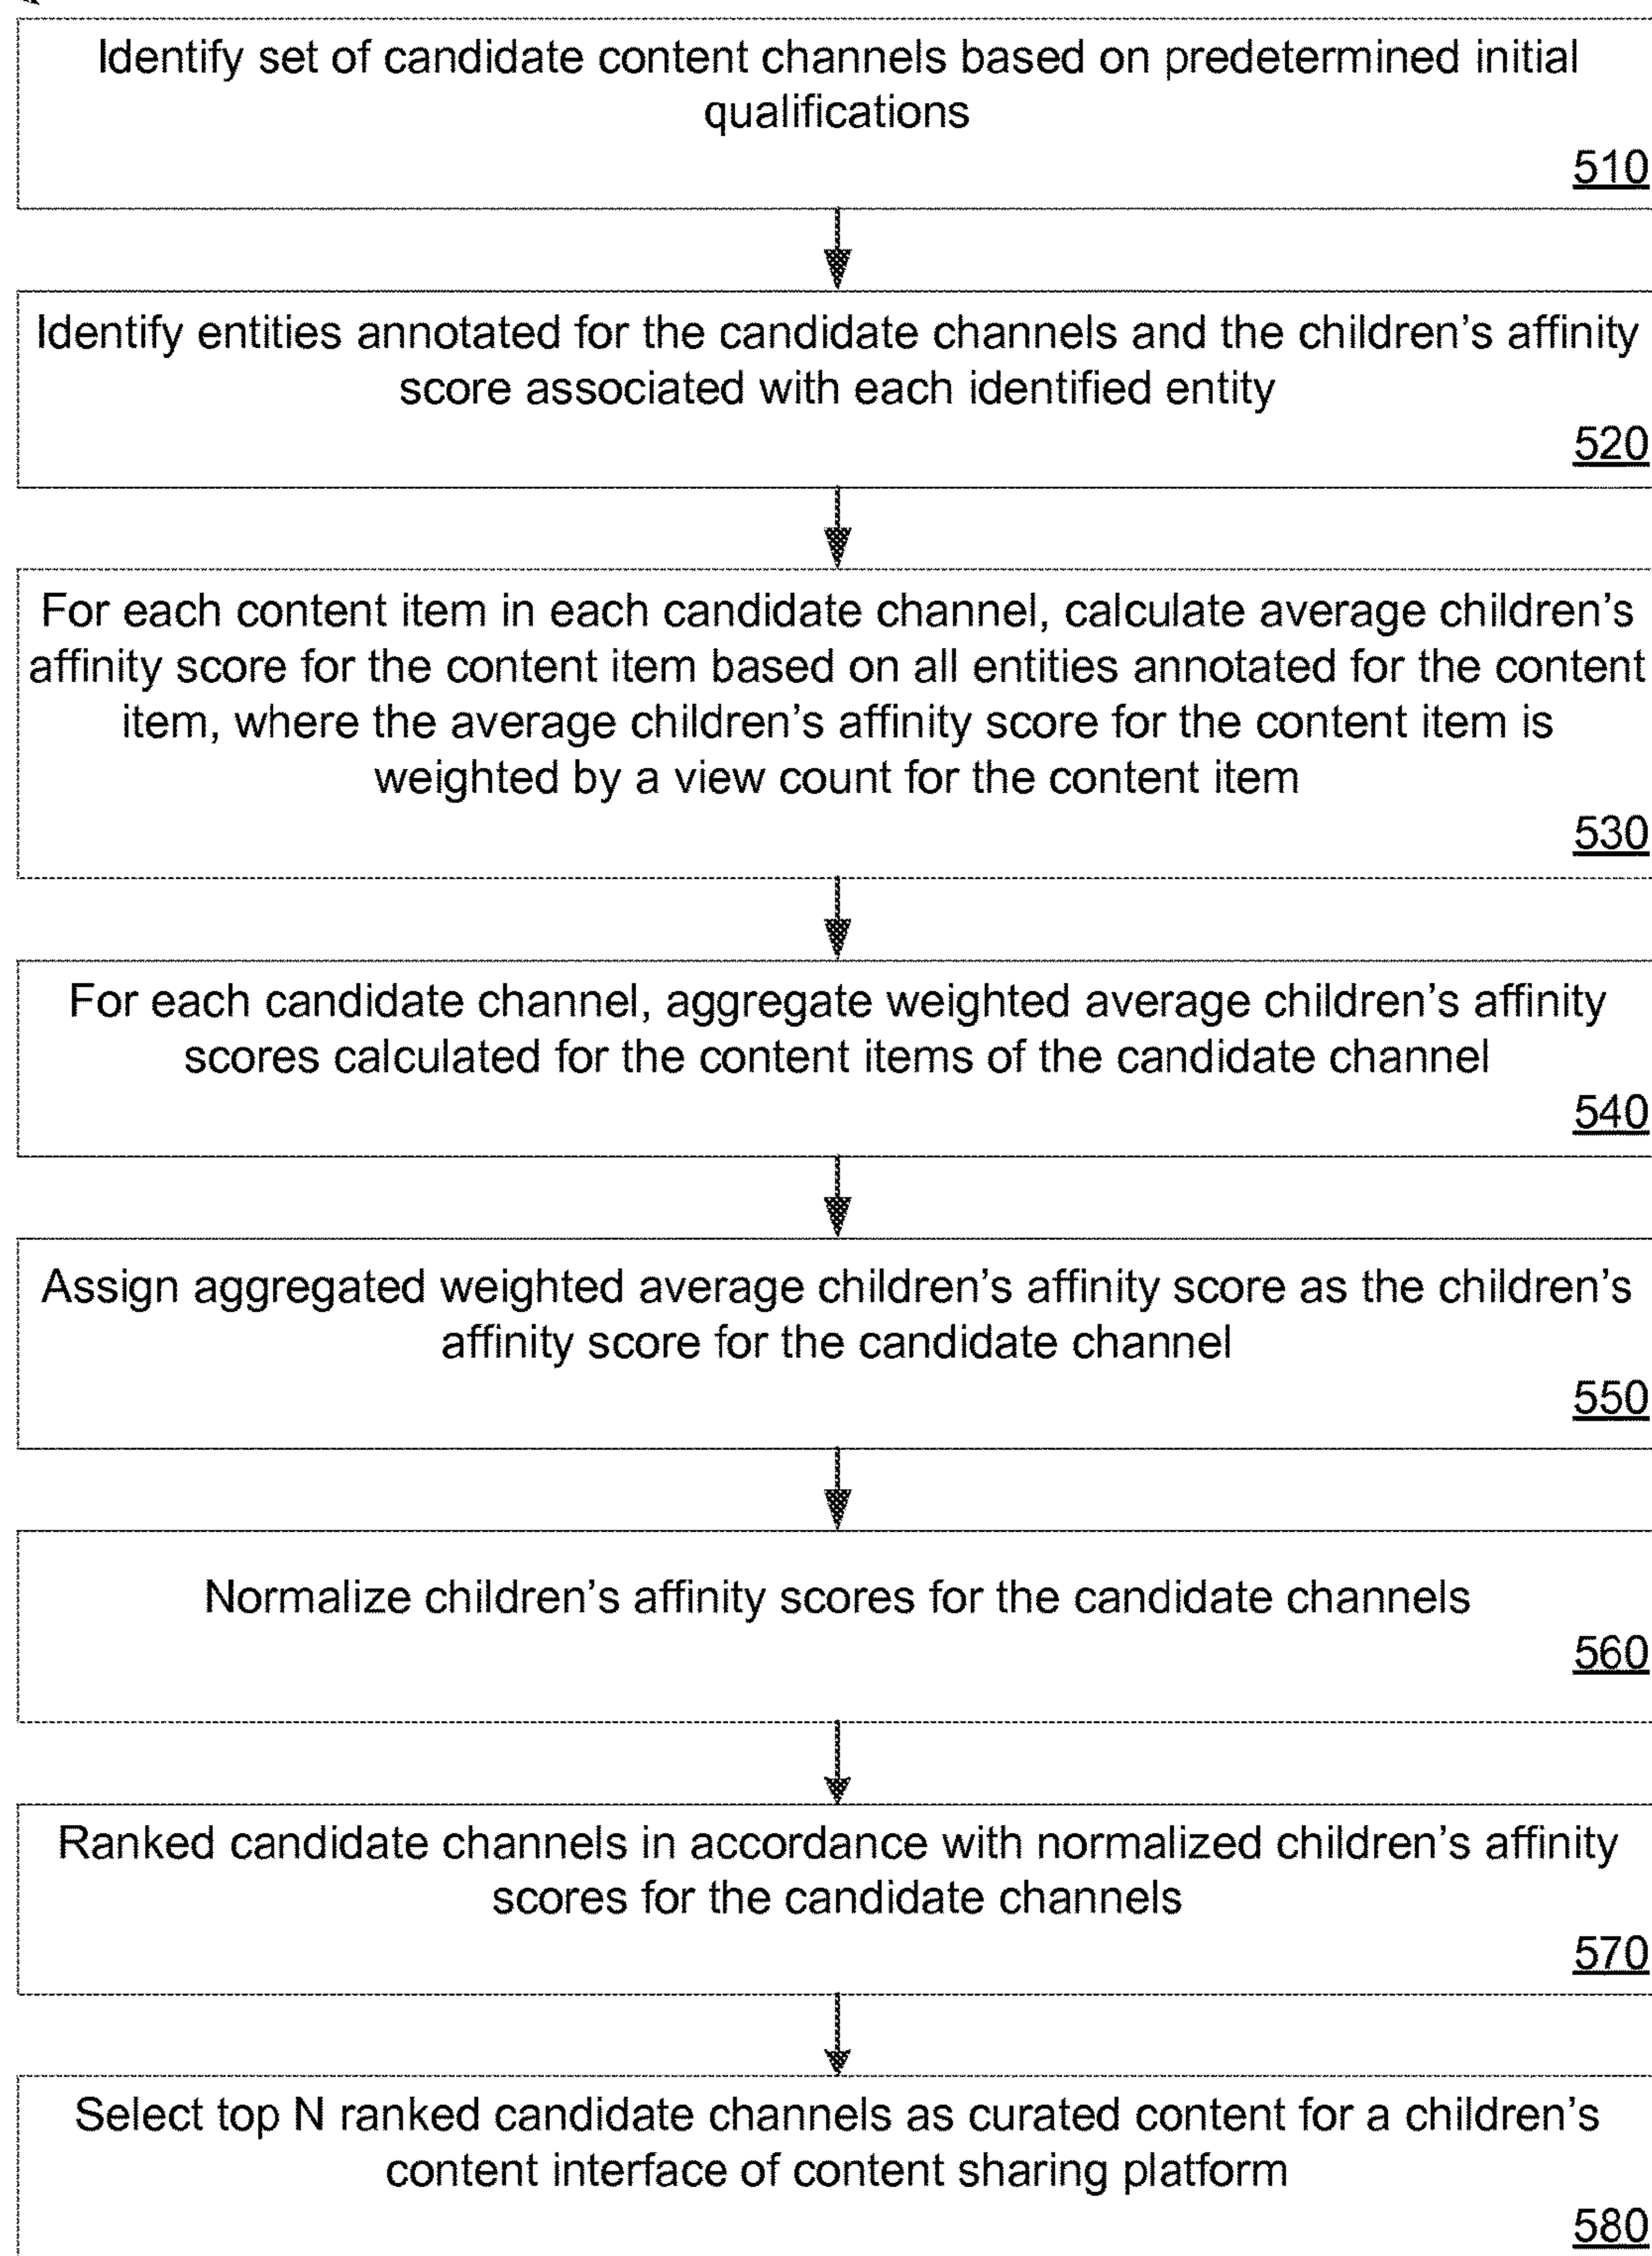 Identify set of candidate content channels based on predetermined initial
qualifications
510
Identify entities annotated for the candidate channels and the children's affinity
score associated with each identified entity
520
For each content item in each candidate channel, calculate average children's
affinity score for the content item based on all entities annotated for the content
item, where the average children's affinity score for the content item is
weighted by a view count for the content item
530
For each candidate channel, aggregate weighted average children's affinity
scores calculated for the content items of the candidate channel
540
Assign aggregated weighted average children's affinity score as the children's
affinity score for the candidate channel
550
Normalize children's affinity scores for the candidate channels
560
Ranked candidate channels in accordance with normalized children's affinity
scores for the candidate channels
570
Select top N ranked candidate channels as curated content for a children's
content interface of content sharing platform
580